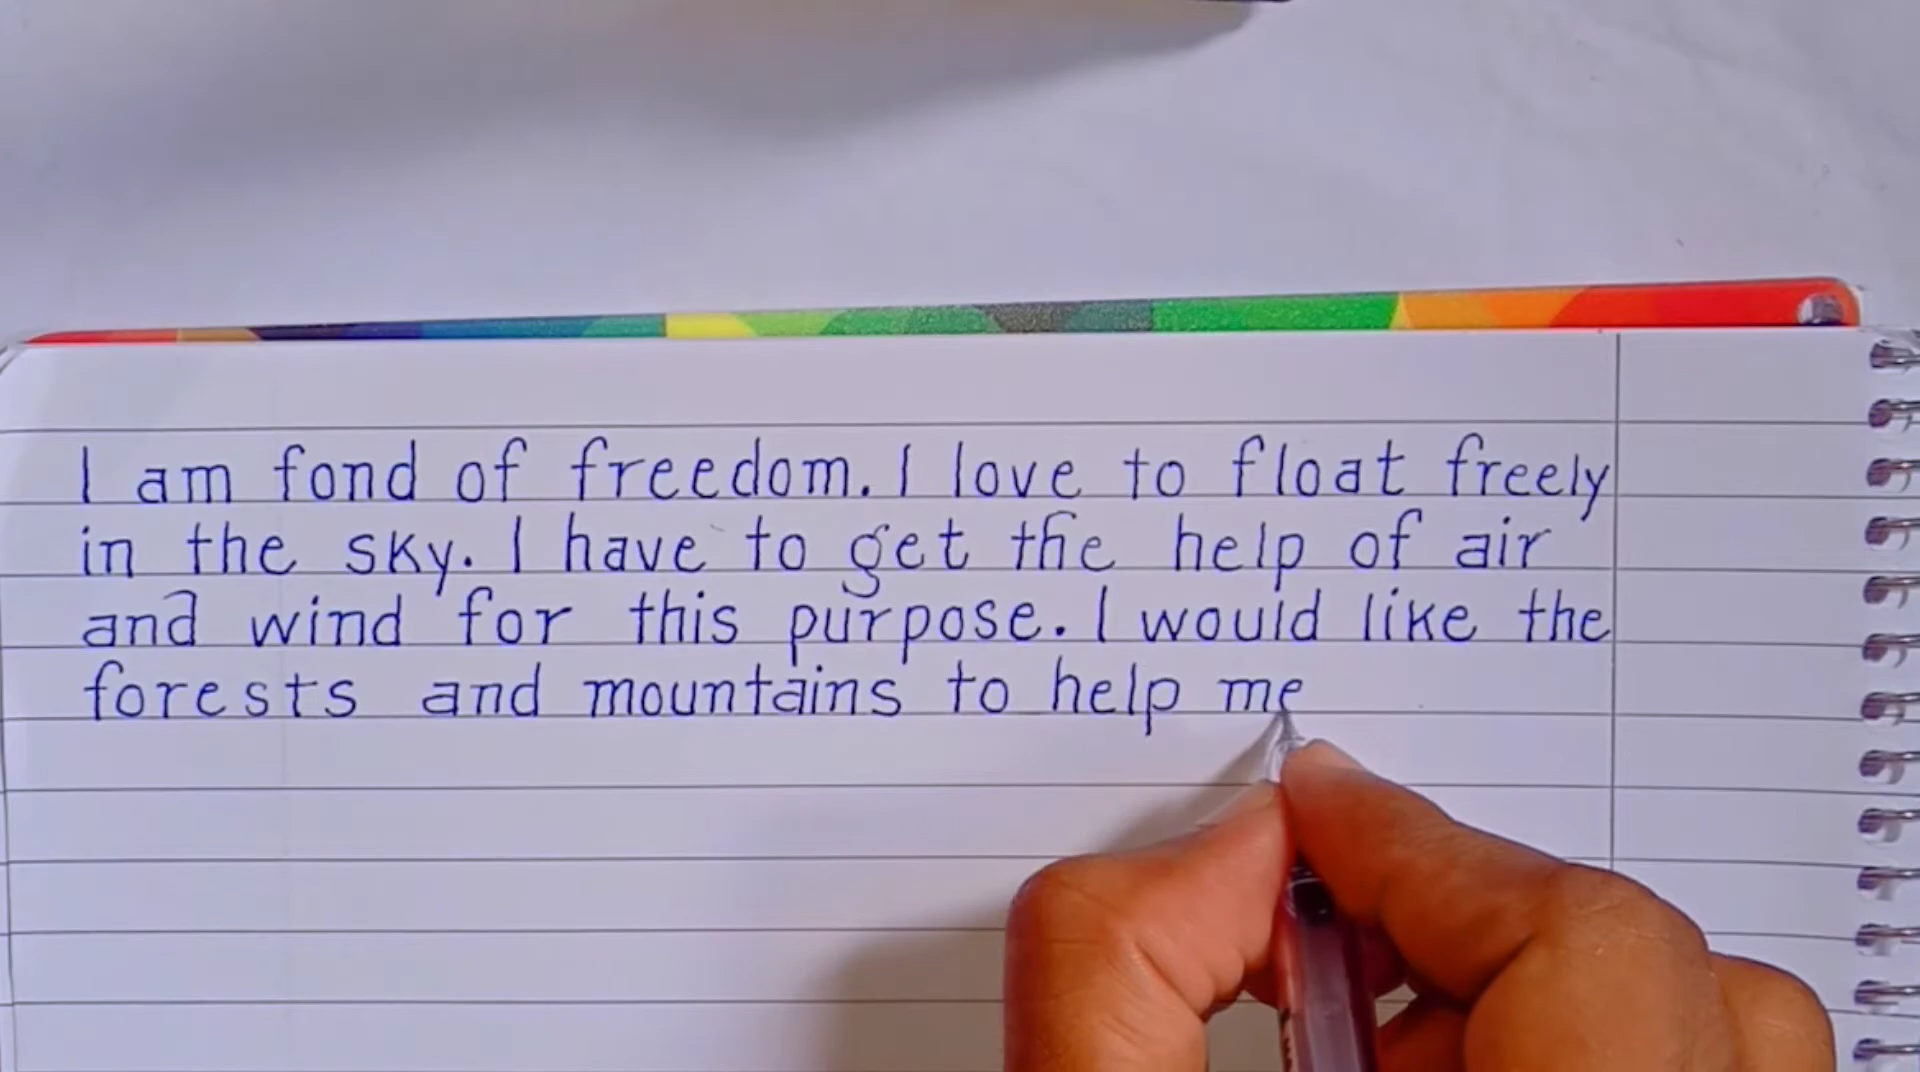 I am fond of freedom. I love to float freely
in the sky. I have to get the help of air
and wind for this purpose. I would like the
forests and mountains to help me